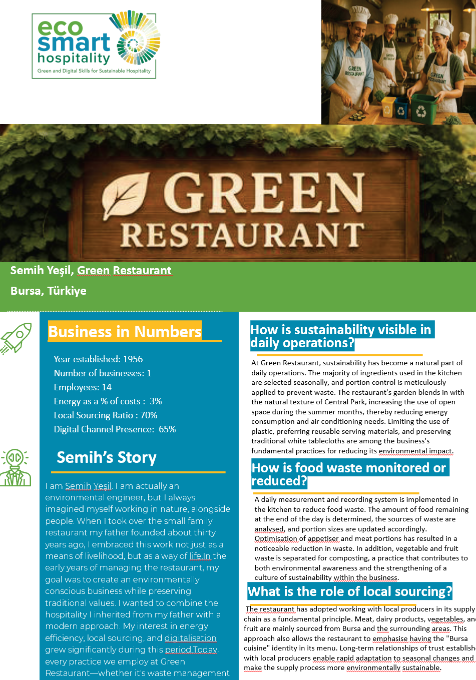 eco
smart
hospitality
Green and Digital Skills for Sustainable Hospitality
GREEN
RESTAURANT
Semih Yeşil, Green Restaurant
Bursa, Türkiye
Business in Numbers
Year established: 1956
Number of businesses: 1
Employees: 14
Energy as a % of costs : 3%
Local Sourcing Ratio : 70%
Digital Channel Presence: 65%
Semih’s Story
I am Semih Yeşil. I am actually an
environmental engineer, but I always
imagined myself working in nature, alongside
people. When I took over the small family
restaurant my father founded about thirty
years ago, I embraced this work not just as a
means of livelihood, but as a way of life.In the
early years of managing the restaurant, my
goal was to create an environmentally
conscious business while preserving
traditional values. I wanted to combine the
hospitality I inherited from my father with a
modern approach. My interest in energy
efficiency, local sourcing, and digitalisation
grew significantly during this period.Today,
every practice we employ at Green
Restaurant—whether it's waste management
How is sustainability visible in
daily operations?
At Green Restaurant, sustainability has become a natural part of
daily operations. The majority of ingredients used in the kitchen
are selected seasonally, and portion control is meticulously
applied to prevent waste. The restaurant's garden blends in with
the natural texture of Central Park, increasing the use of open
space during the summer months, thereby reducing energy
consumption and air conditioning needs. Limiting the use of
plastic, preferring reusable serving materials, and preserving
traditional white tablecloths are among the business's
fundamental practices for reducing its environmental impact.
How is food waste monitored or
reduced?
A daily measurement and recording system is implemented in
the kitchen to reduce food waste. The amount of food remaining
at the end of the day is determined, the sources of waste are
analysed, and portion sizes are updated accordingly.
Optimisation of appetiser and meat portions has resulted in a
noticeable reduction in waste. In addition, vegetable and fruit
waste is separated for composting, a practice that contributes to
both environmental awareness and the strengthening of a
culture of sustainability within the business.
What is the role of local sourcing?
The restaurant has adopted working with local producers in its supply
chain as a fundamental principle. Meat, dairy products, vegetables, and
fruit are mainly sourced from Bursa and the surrounding areas. This
approach also allows the restaurant to emphasise having the "Bursa
cuisine" identity in its menu. Long-term relationships of trust establish
with local producers enable rapid adaptation to seasonal changes and
make the supply process more environmentally sustainable.